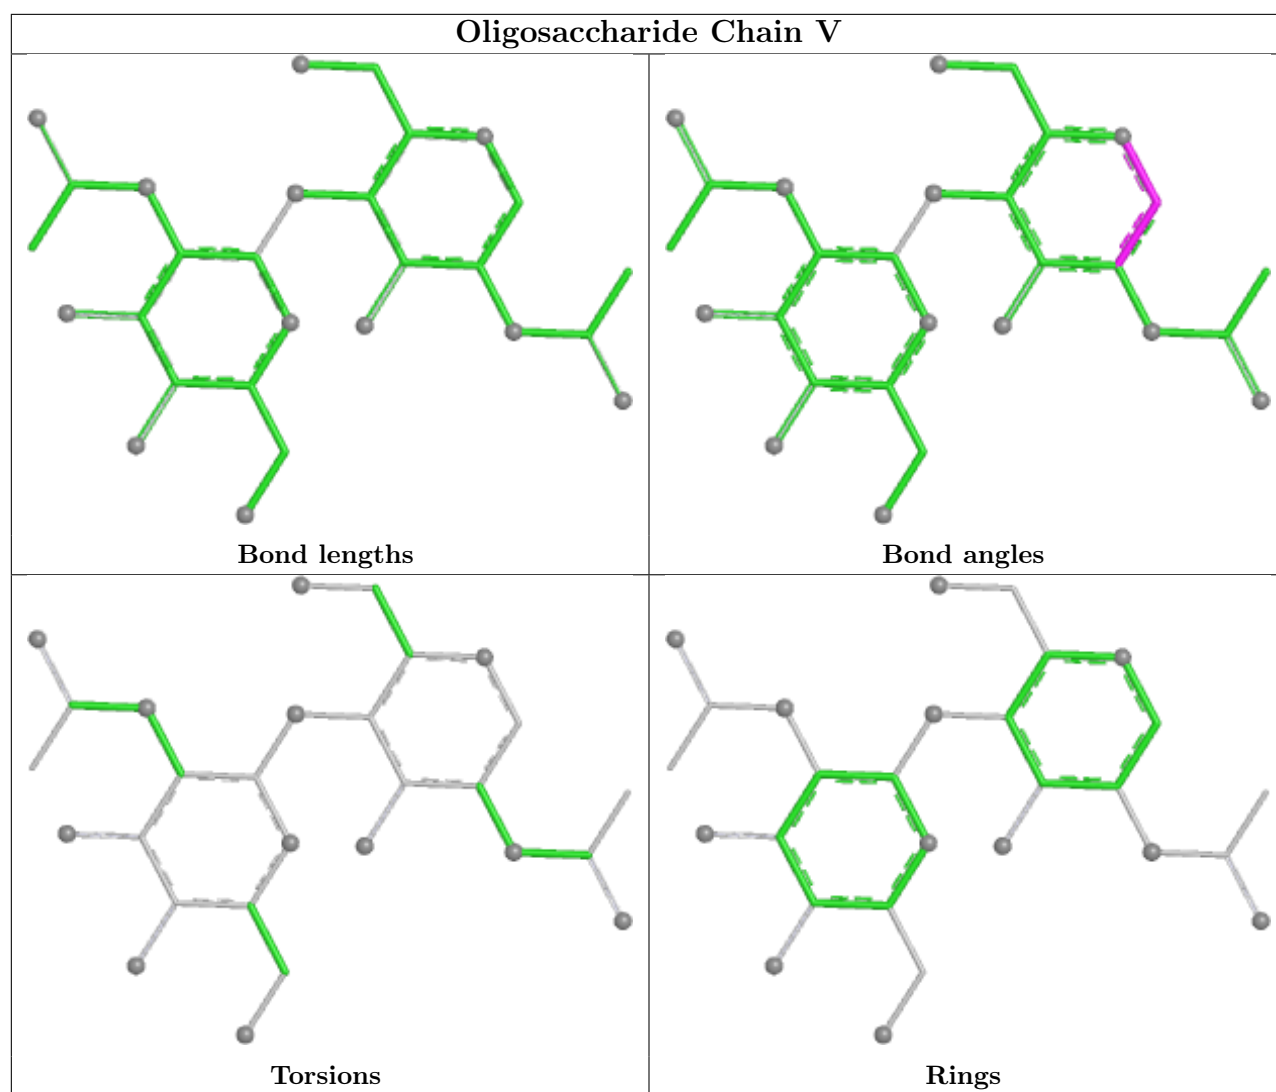 Oligosaccharide Chain V
Bond lengths
Bond angles
Torsions
Rings